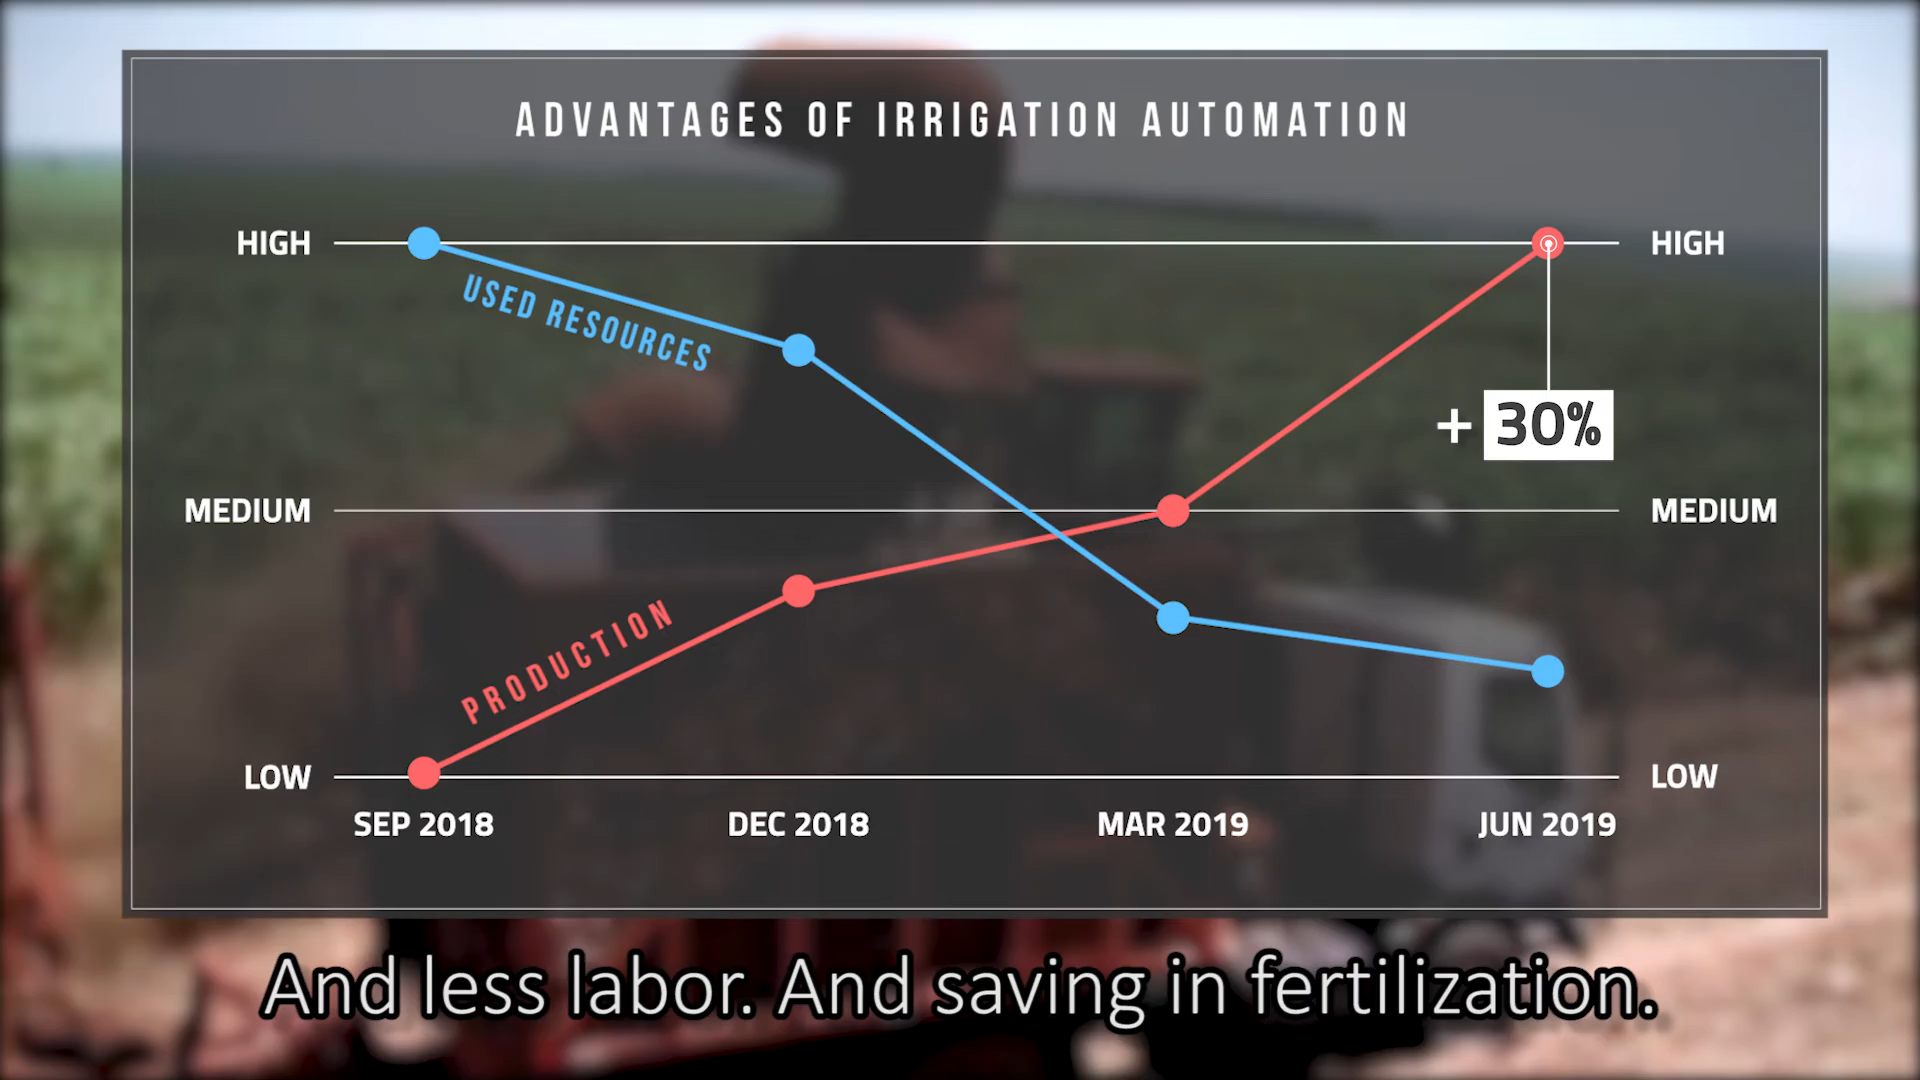 ADVANTAGES OF IRRIGATION AUTOMATION
HIGH
HIGH
USED RESOURCES
+ 30%
MEDIUM
MEDIUM
PRODUCTION
LOW
LOW
SEP 2018 DEC 2018 MAR 2019 JUN 2019
And less labor. And saving in fertilization.